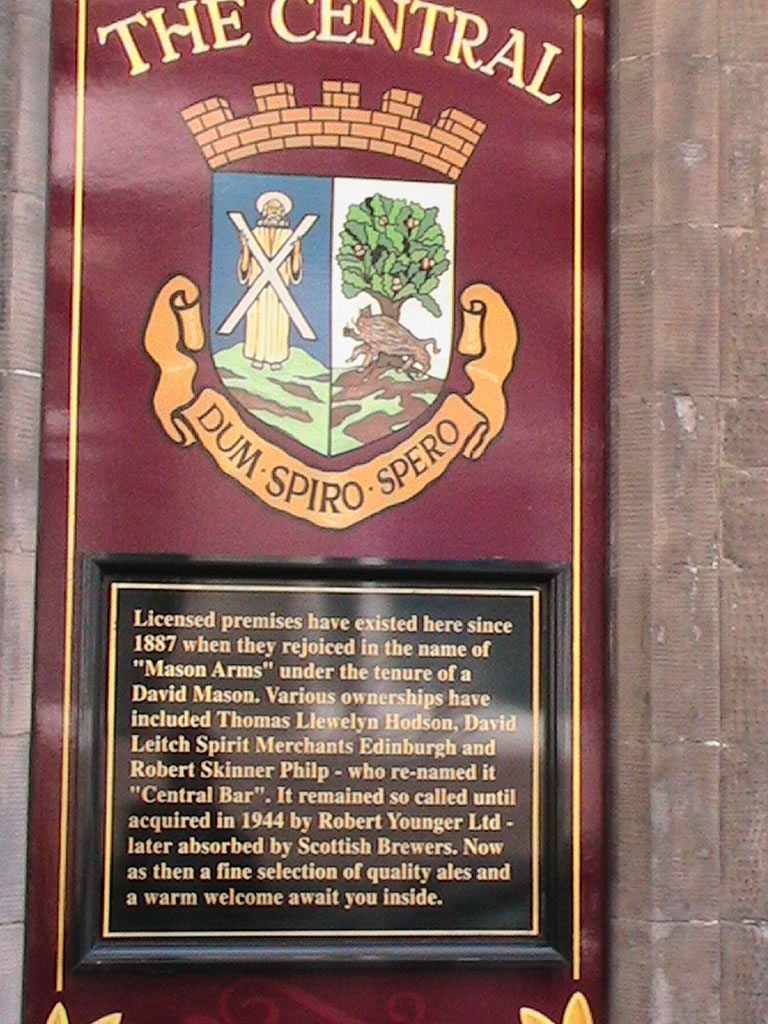 THE CENTRAL
DUM · SPIRO · SPERO
Licensed premises have existed here since
1887 when they rejoiced in the name of
"Mason Arms" under the tenure of a
David Mason. Various ownerships have
included Thomas Llewelyn Hodson, David
Leitch Spirit Merchants Edinburgh and
Robert Skinner Philp - who re-named it
"Central Bar". It remained so called until
acquired in 1944 by Robert Younger Ltd -
later absorbed by Scottish Brewers. Now
as then a fine selection of quality ales and
a warm welcome await you inside.